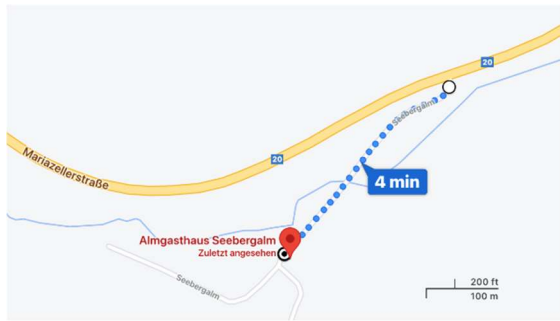 20
Seebergalm
20
Mariazellerstraße
4 min
Almgasthaus Seebergalm
Zuletzt angesehen
Seebergalm
200 ft
100 m